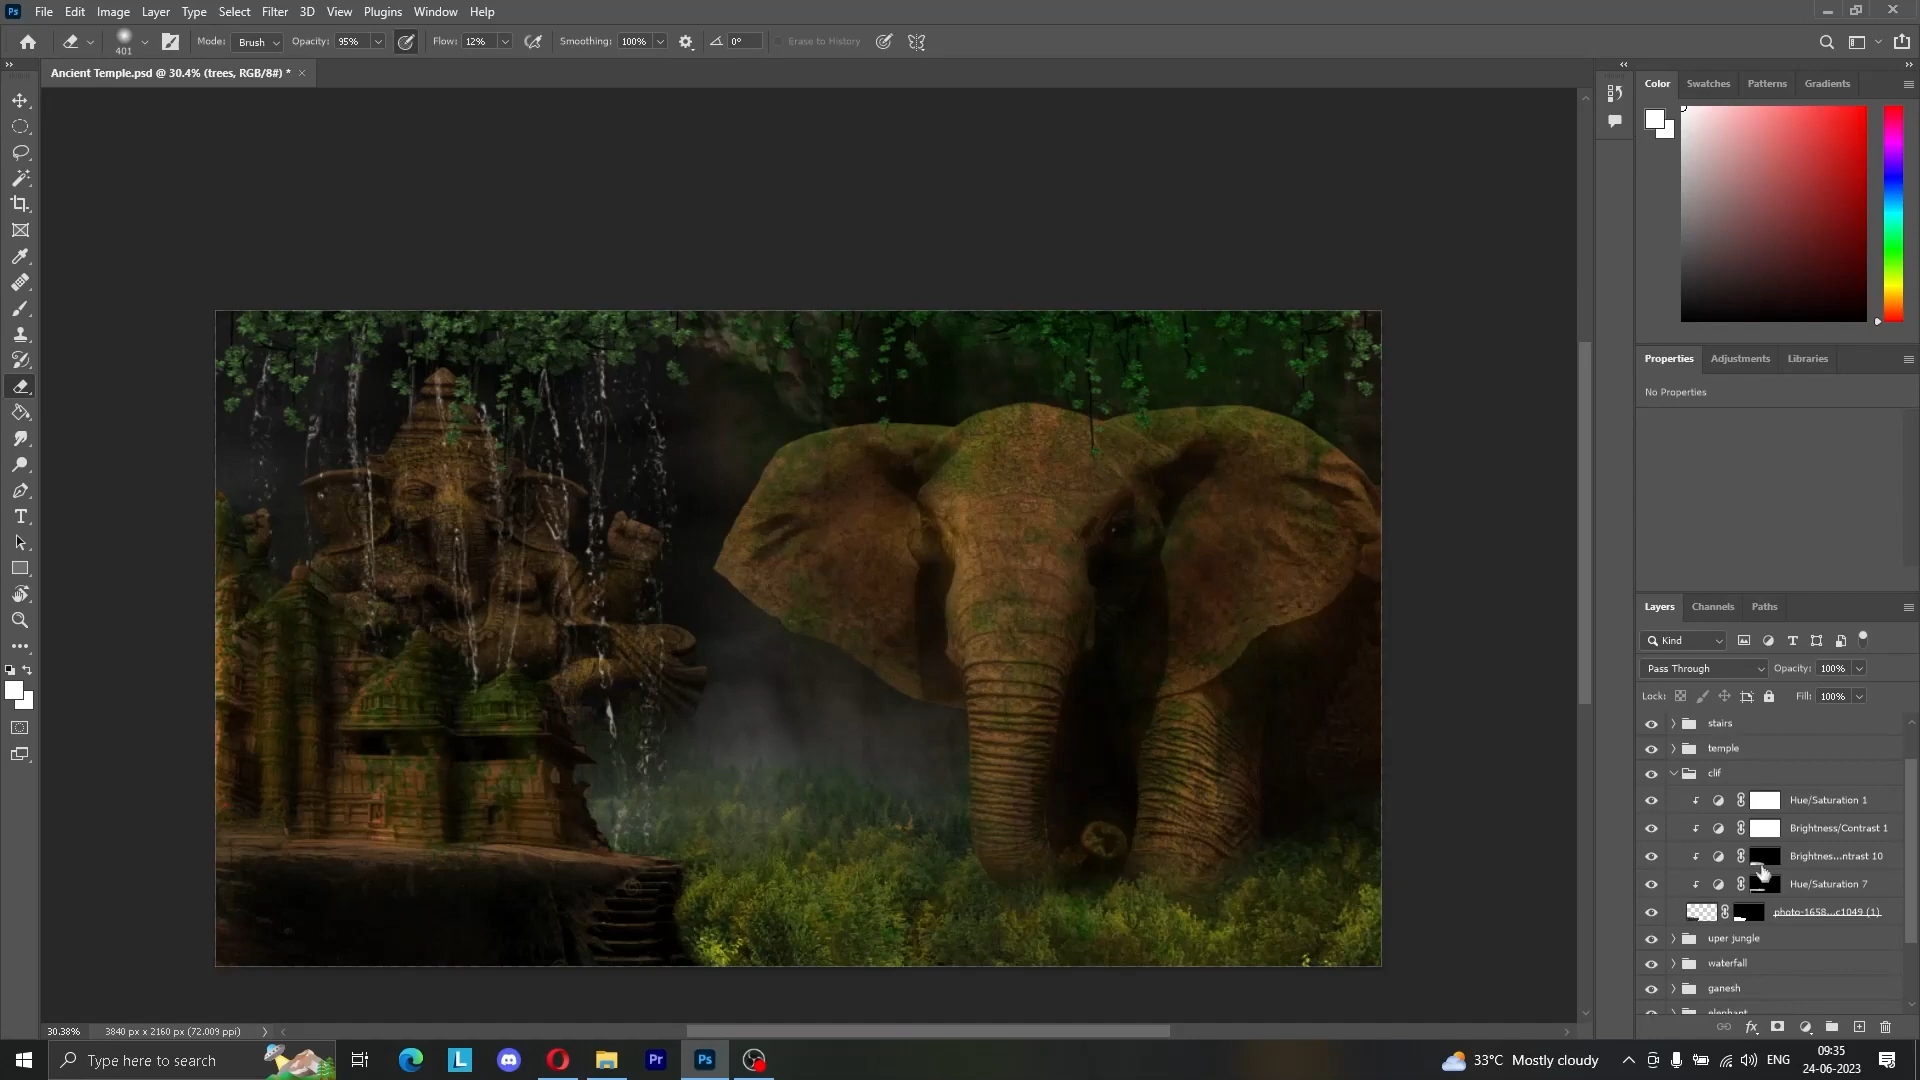 Ps File Edit Image Layer Type Select Filter 3D View Plugins Window Help
401 Mode: Brush Opacity: 95% Flow: 12% Smoothing: 100% 0° Erase to History
Ancient Temple.psd @ 30.4% (trees, RGB/8#) *
Color Swatches Patterns Gradients
Properties Adjustments Libraries
No Properties
Layers Channels Paths
Kind
Pass Through Opacity: 100%
Lock: Fill: 100%
stairs
temple
clif
Hue/Saturation 1
Brightness/Contrast 1
Brightnes...ntrast 10
Hue/Saturation 7
photo-1658...c1049 (1)
uper jungle
waterfall
ganesh
elephant
30.38% 3840 px x 2160 px (72.009 ppi)
Type here to search
L Pr Ps
33°C Mostly cloudy
ENG
09:35
24-06-2023